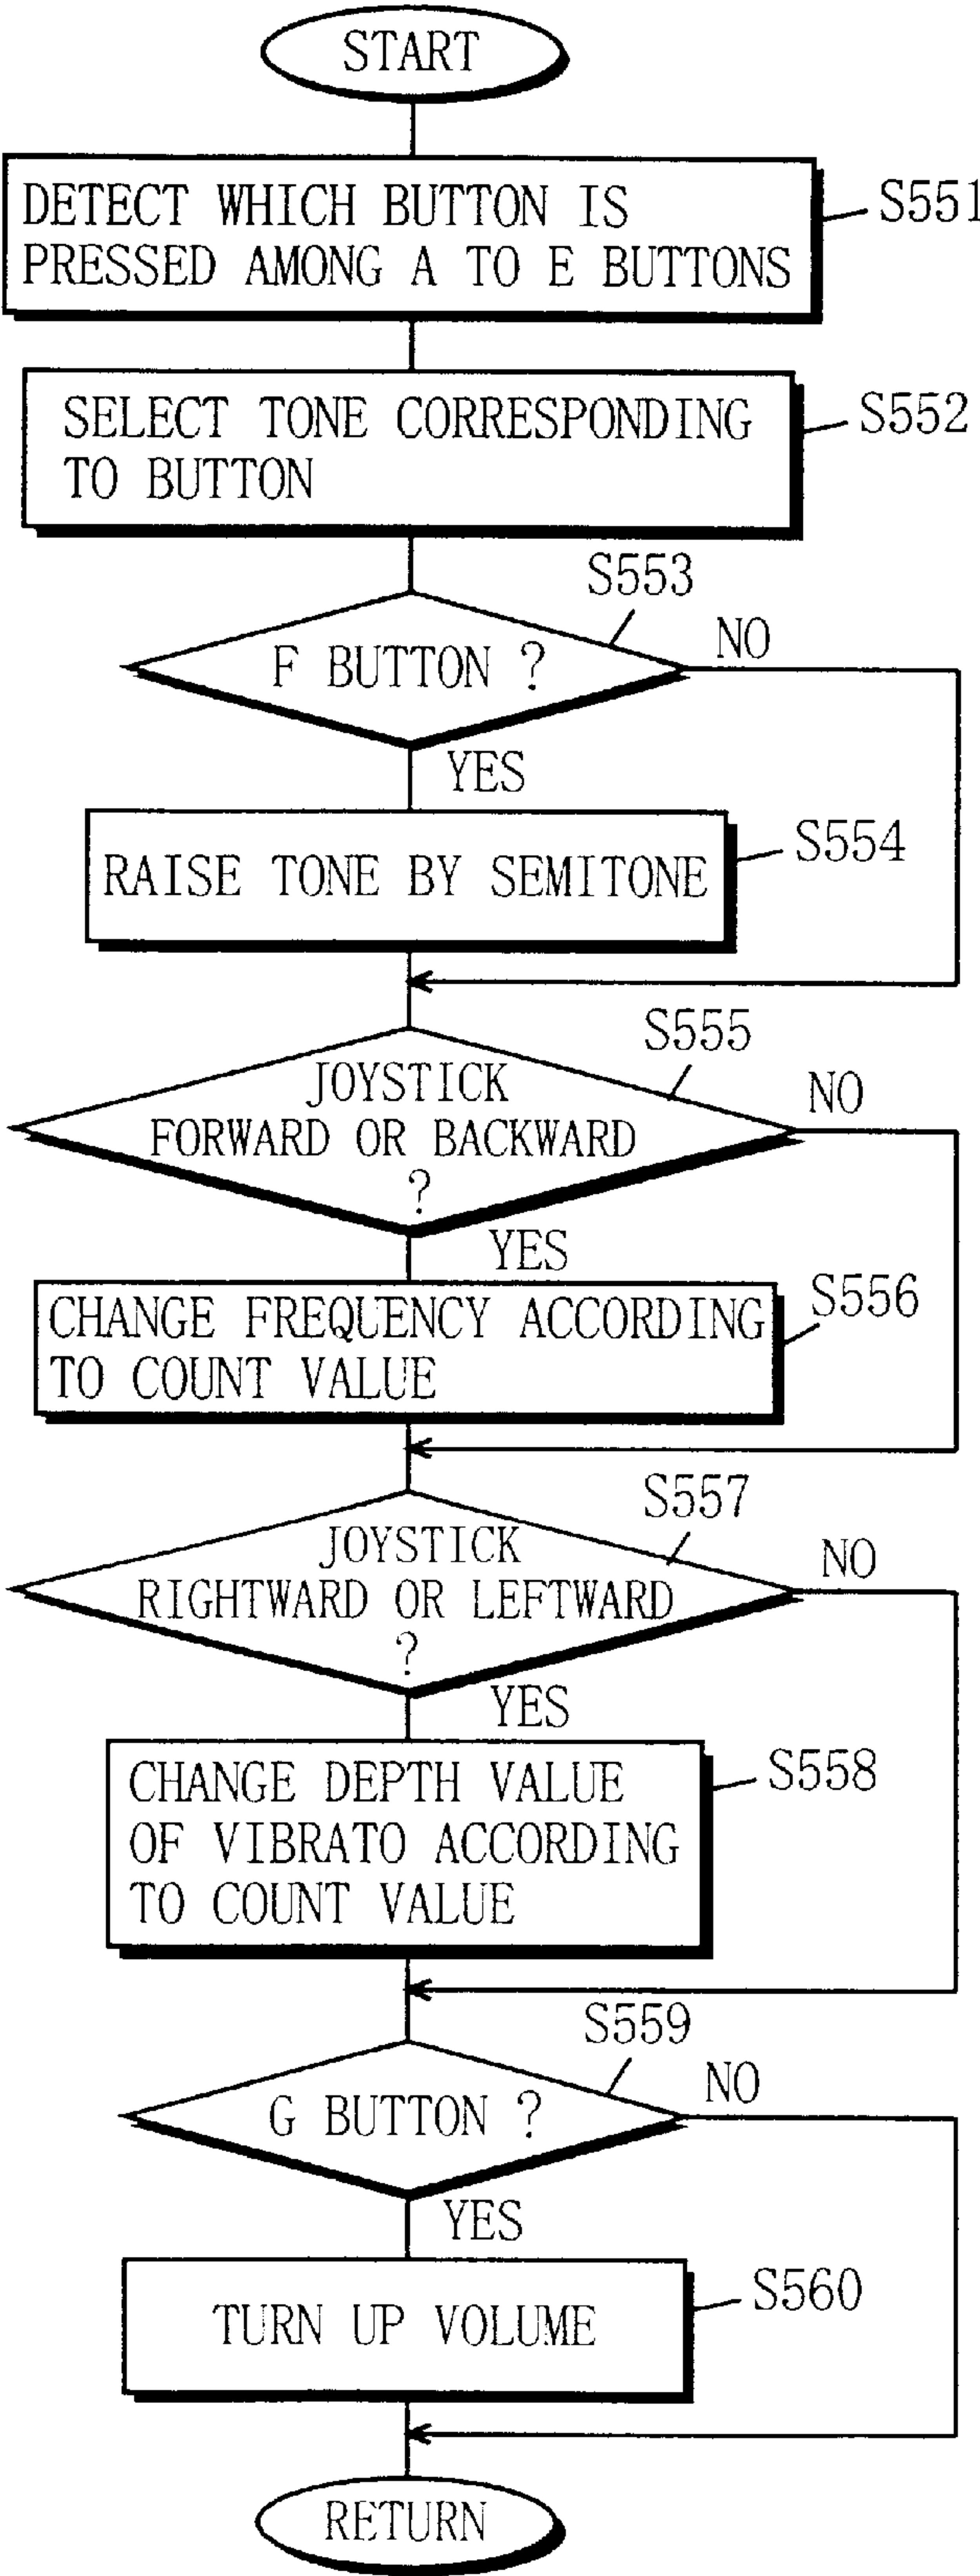 START
DETECT WHICH BUTTON IS
PRESSED AMONG A TO E BUTTONS
S551
SELECT TONE CORRESPONDING
TO BUTTON
S552
S553
F BUTTON ?
NO
YES
RAISE TONE BY SEMITONE
S554
S555
JOYSTICK
FORWARD OR BACKWARD
?
NO
YES
CHANGE FREQUENCY ACCORDING
TO COUNT VALUE
S556
S557
JOYSTICK
RIGHTWARD OR LEFTWARD
?
NO
YES
CHANGE DEPTH VALUE
OF VIBRATO ACCORDING
TO COUNT VALUE
S558
S559
G BUTTON ?
NO
YES
TURN UP VOLUME
S560
RETURN